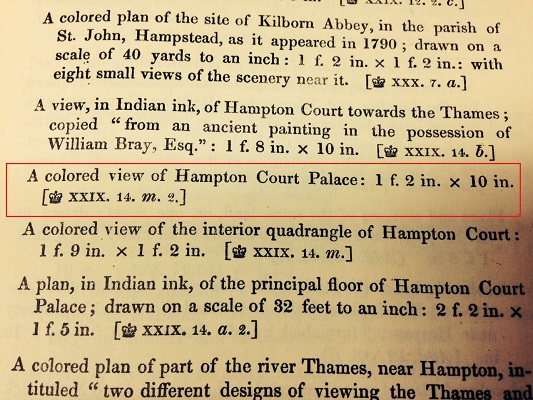 [♚ XXIX. 12. 2. c.]
A colored plan of the site of Kilborn Abbey, in the parish of
St. John, Hampstead, as it appeared in 1790 ; drawn on a
scale of 40 yards to an inch : 1 f. 2 in. × 1 f. 2 in.: with
eight small views of the scenery near it. [♚ XXX. 7. a.]
A view, in Indian ink, of Hampton Court towards the Thames ;
copied “from an ancient painting in the possession of
William Bray, Esq.” : 1 f. 8 in. × 10 in. [♚ XXIX. 14. b.]
A colored view of Hampton Court Palace: 1 f. 2 in. × 10 in.
[♚ XXIX. 14. m. 2.]
A colored view of the interior quadrangle of Hampton Court :
1 f. 9 in. × 1 f. 2 in. [♚ XXIX. 14. m.]
A plan, in Indian ink, of the principal floor of Hampton Court
Palace ; drawn on a scale of 32 feet to an inch : 2 f. 2 in. ×
1 f. 5 in. [♚ XXIX. 14. a. 2.]
A colored plan of part of the river Thames, near Hampton, in-
tituled “two different designs of viewing the Thames and